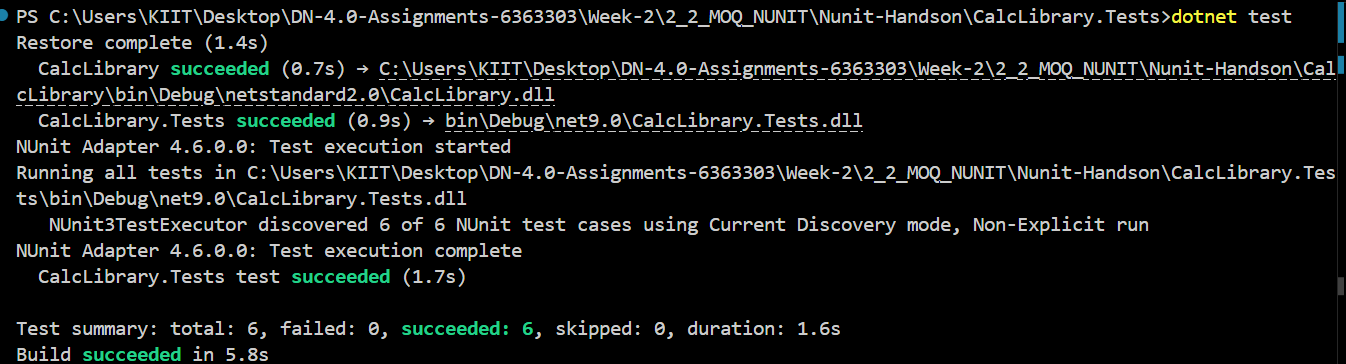 PS C:\Users\KIIT\Desktop\DN-4.0-Assignments-6363303\Week-2\2_2_MOQ_NUNIT\Nunit-Handson\CalcLibrary.Tests>dotnet test
Restore complete (1.4s)
  CalcLibrary succeeded (0.7s) → C:\Users\KIIT\Desktop\DN-4.0-Assignments-6363303\Week-2\2_2_MOQ_NUNIT\Nunit-Handson\Cal
cLibrary\bin\Debug\netstandard2.0\CalcLibrary.dll
  CalcLibrary.Tests succeeded (0.9s) → bin\Debug\net9.0\CalcLibrary.Tests.dll
NUnit Adapter 4.6.0.0: Test execution started
Running all tests in C:\Users\KIIT\Desktop\DN-4.0-Assignments-6363303\Week-2\2_2_MOQ_NUNIT\Nunit-Handson\CalcLibrary.Tes
ts\bin\Debug\net9.0\CalcLibrary.Tests.dll
   NUnit3TestExecutor discovered 6 of 6 NUnit test cases using Current Discovery mode, Non-Explicit run
NUnit Adapter 4.6.0.0: Test execution complete
  CalcLibrary.Tests test succeeded (1.7s)

Test summary: total: 6, failed: 0, succeeded: 6, skipped: 0, duration: 1.6s
Build succeeded in 5.8s